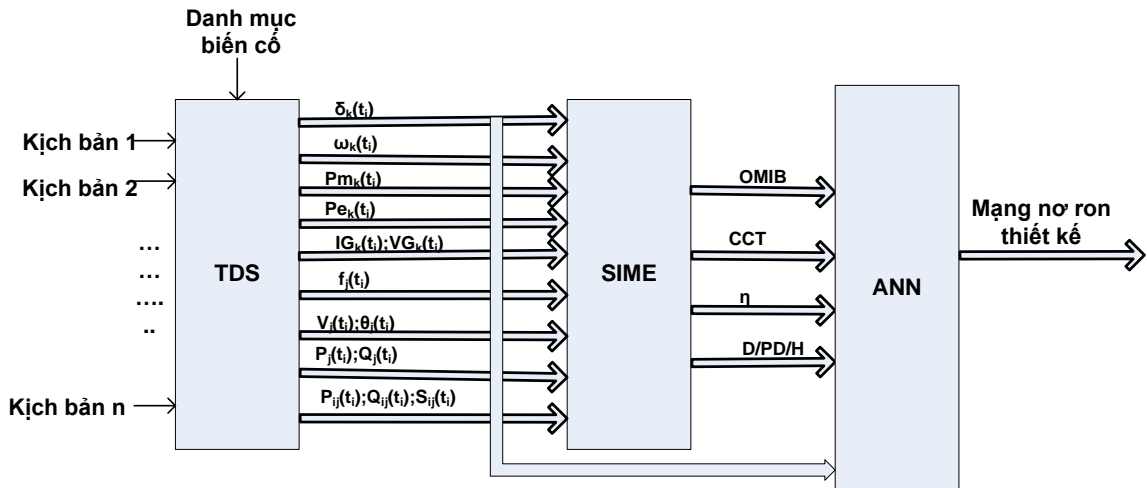 Danh mục
biến cố
Kịch bản 1
Kịch bản 2
...
...
....
..
Kịch bản n
TDS
δₖ(tᵢ)
ωₖ(tᵢ)
Pmₖ(tᵢ)
Peₖ(tᵢ)
IGₖ(tᵢ);VGₖ(tᵢ)
fⱼ(tᵢ)
Vⱼ(tᵢ);θⱼ(tᵢ)
Pⱼ(tᵢ);Qⱼ(tᵢ)
Pᵢⱼ(tᵢ);Qᵢⱼ(tᵢ);Sᵢⱼ(tᵢ)
SIME
OMIB
CCT
η
D/PD/H
ANN
Mạng nơ ron
thiết kế